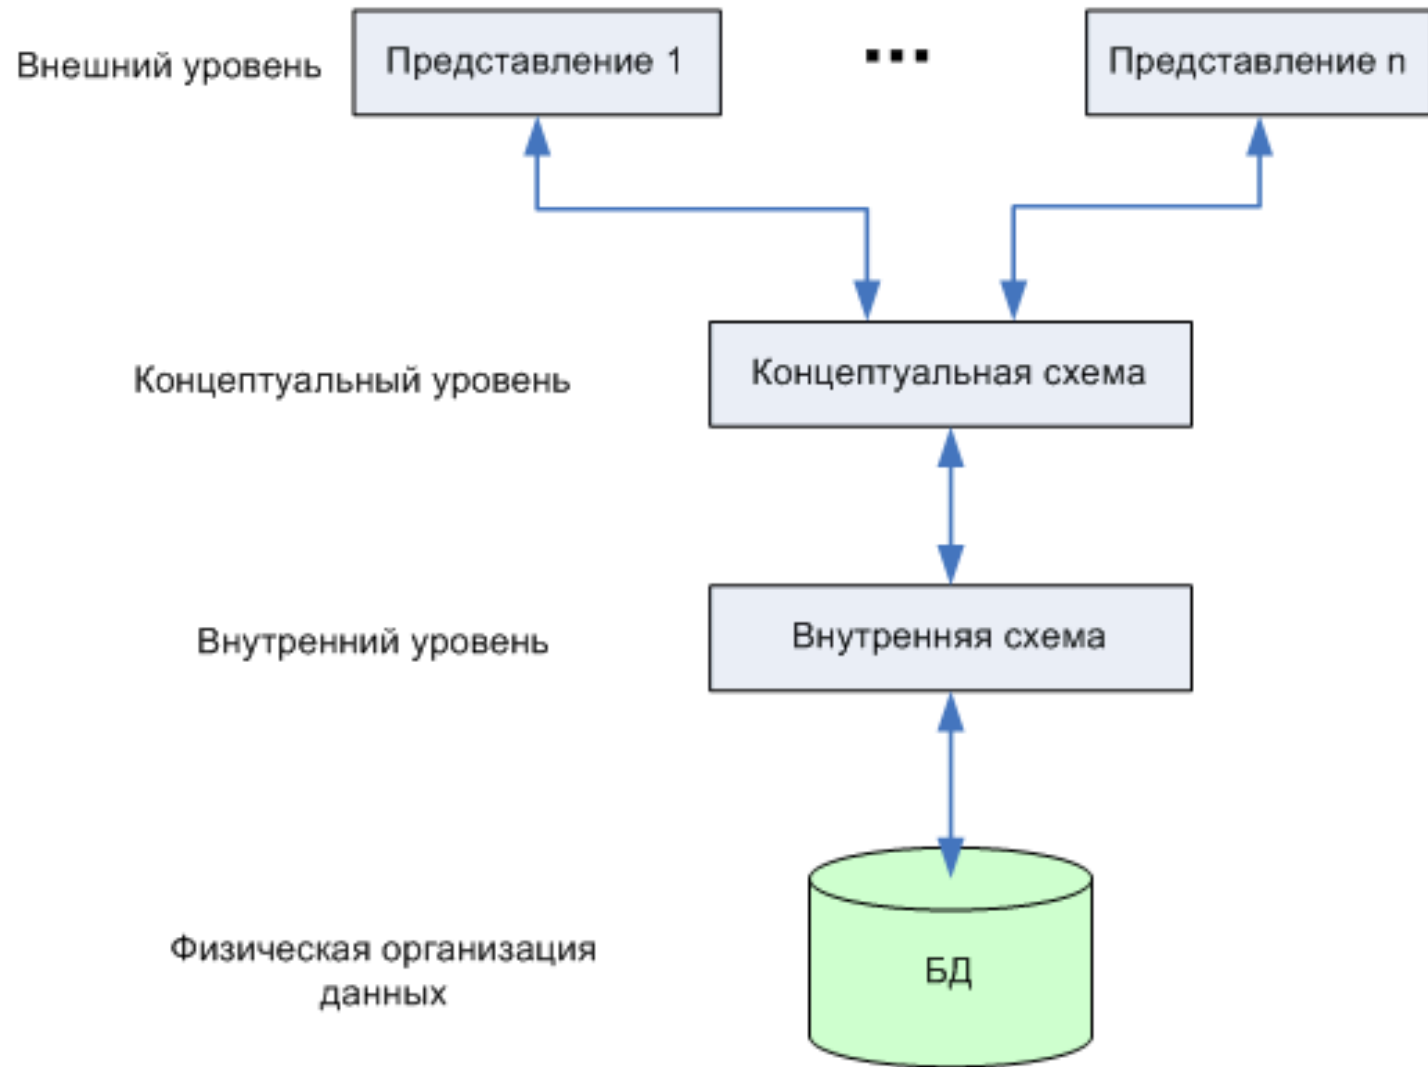 Внешний уровень
Представление 1
...
Представление n
Концептуальный уровень
Концептуальная схема
Внутренний уровень
Внутренняя схема
Физическая организация
данных
БД